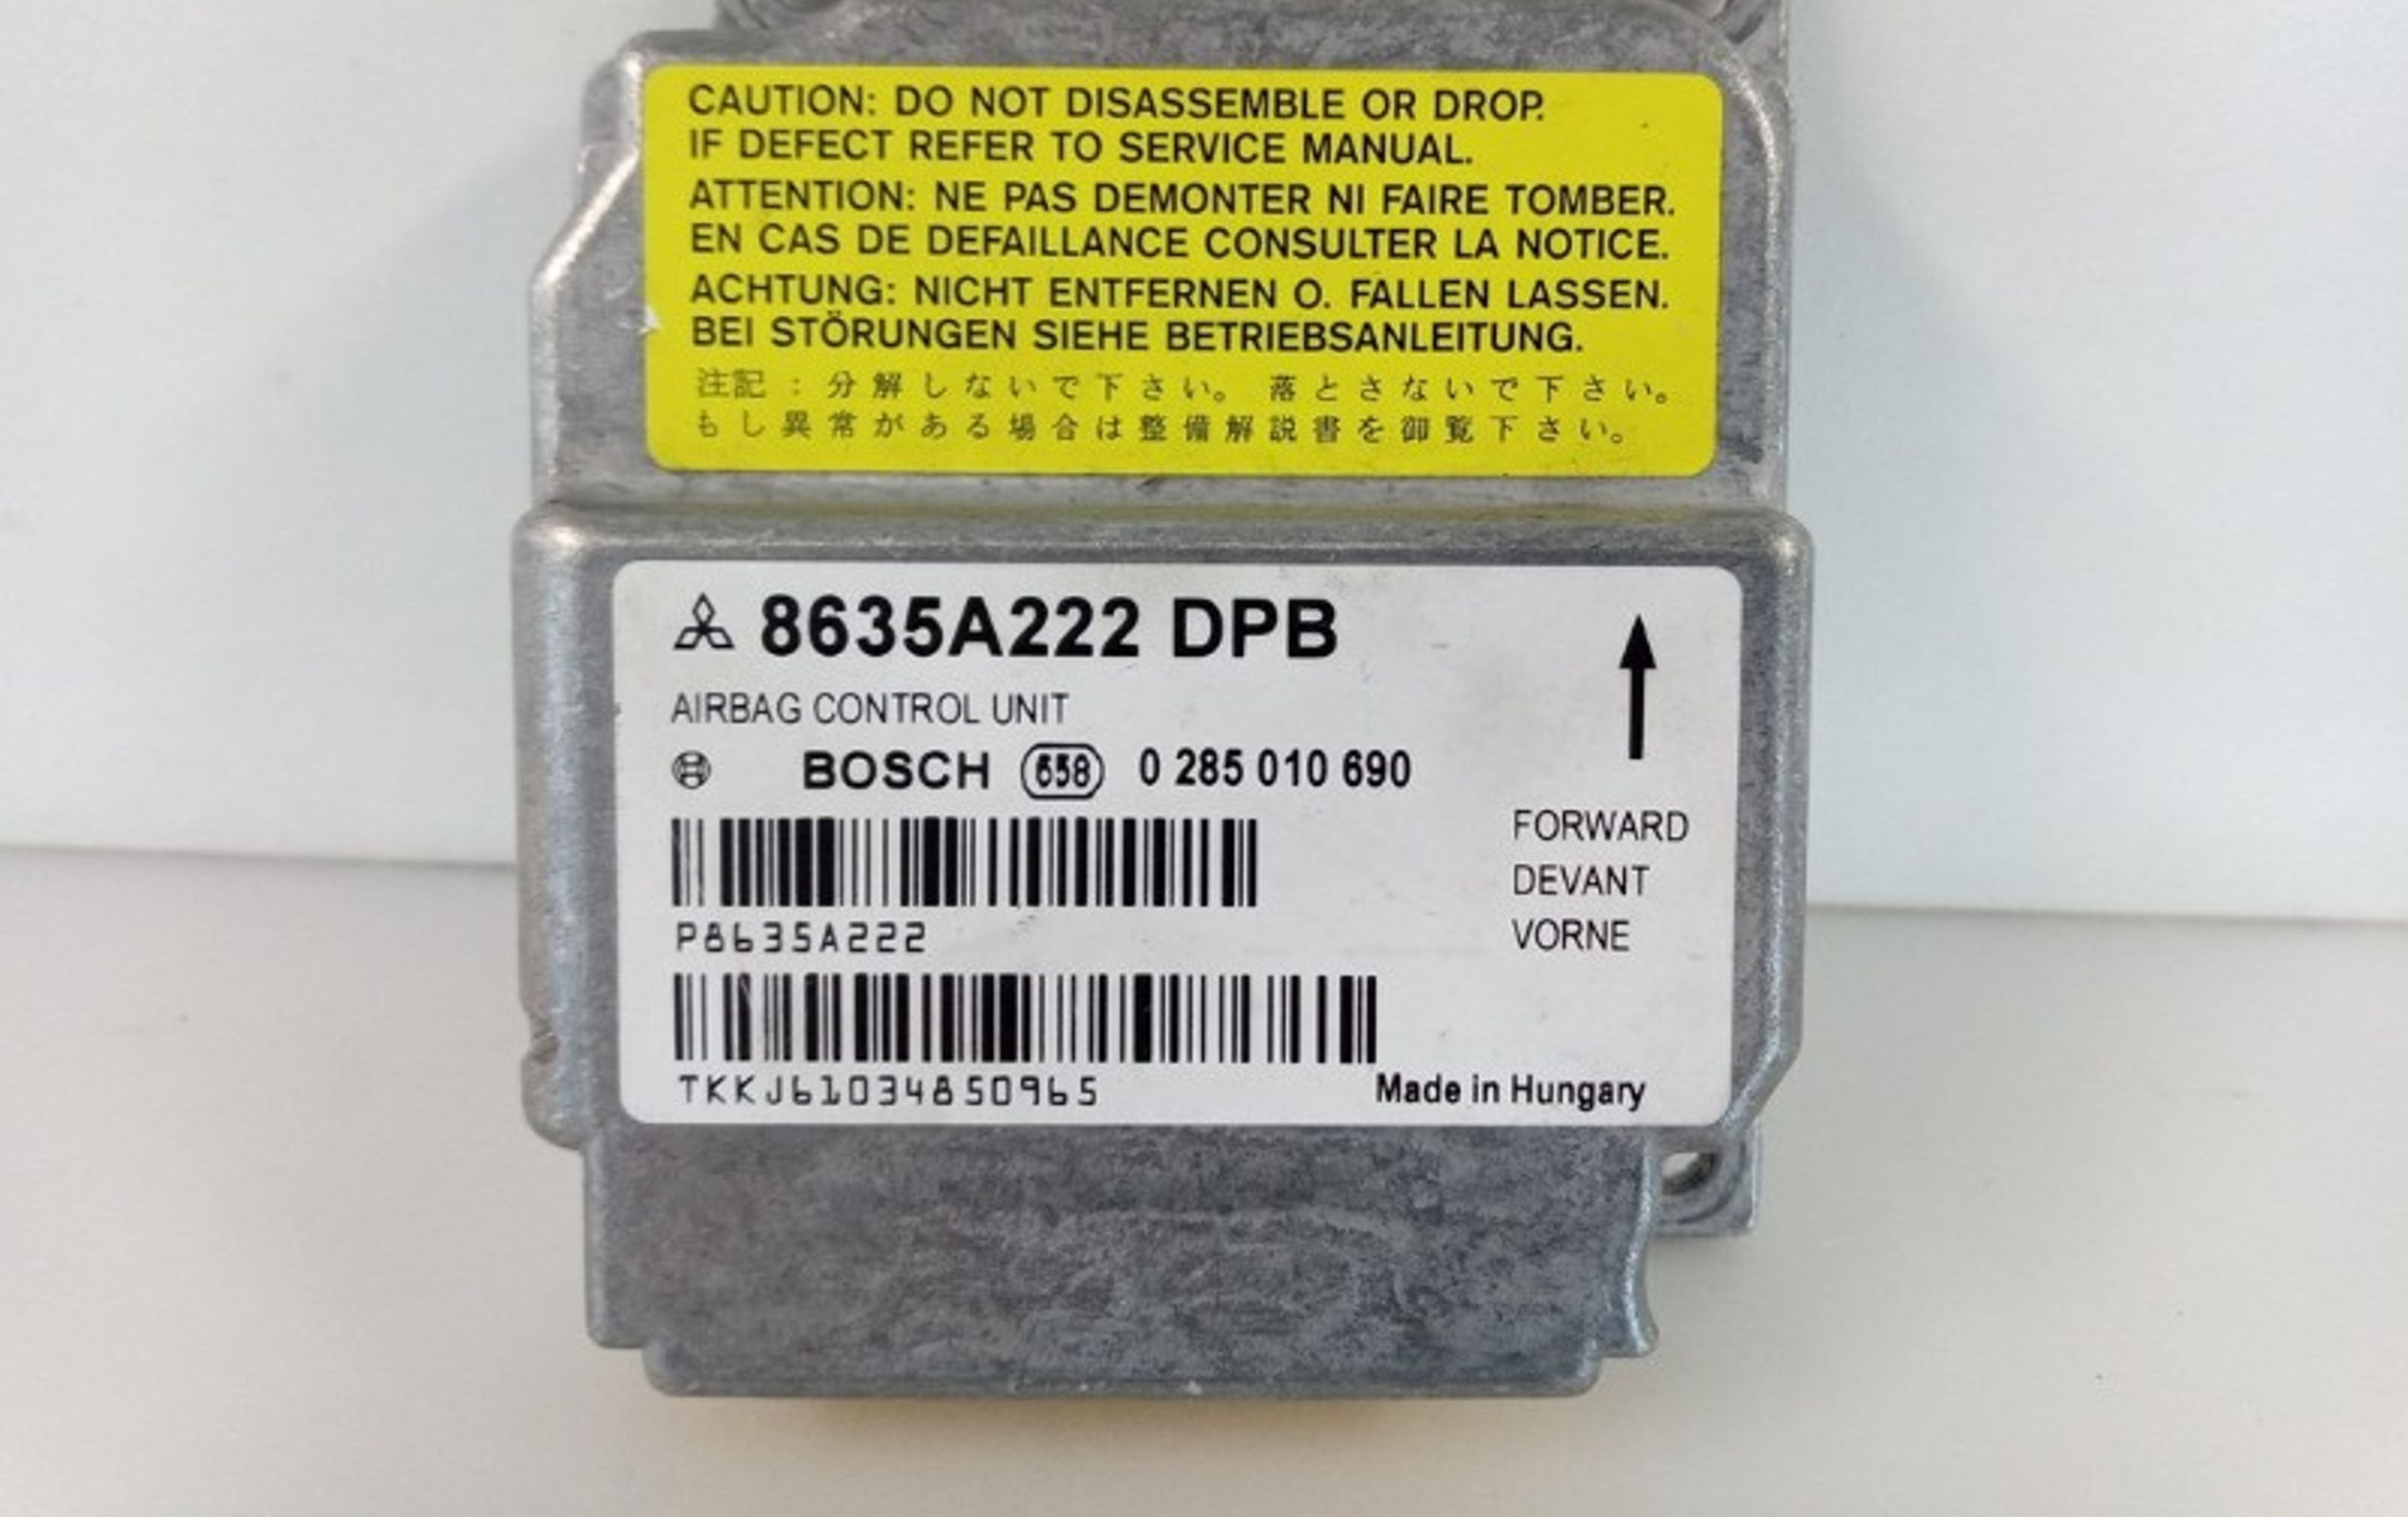 CAUTION: DO NOT DISASSEMBLE OR DROP.
IF DEFECT REFER TO SERVICE MANUAL.
ATTENTION: NE PAS DEMONTER NI FAIRE TOMBER.
EN CAS DE DEFAILLANCE CONSULTER LA NOTICE.
ACHTUNG: NICHT ENTFERNEN O. FALLEN LASSEN.
BEI STÖRUNGEN SIEHE BETRIEBSANLEITUNG.
注記：分解しないで下さい。 落とさないで下さい。
もし異常がある場合は整備解説書を御覧下さい。
8635A222 DPB
AIRBAG CONTROL UNIT
BOSCH 658 0 285 010 690
FORWARD
DEVANT
VORNE
P8635A222
TKKJ61034850965
Made in Hungary